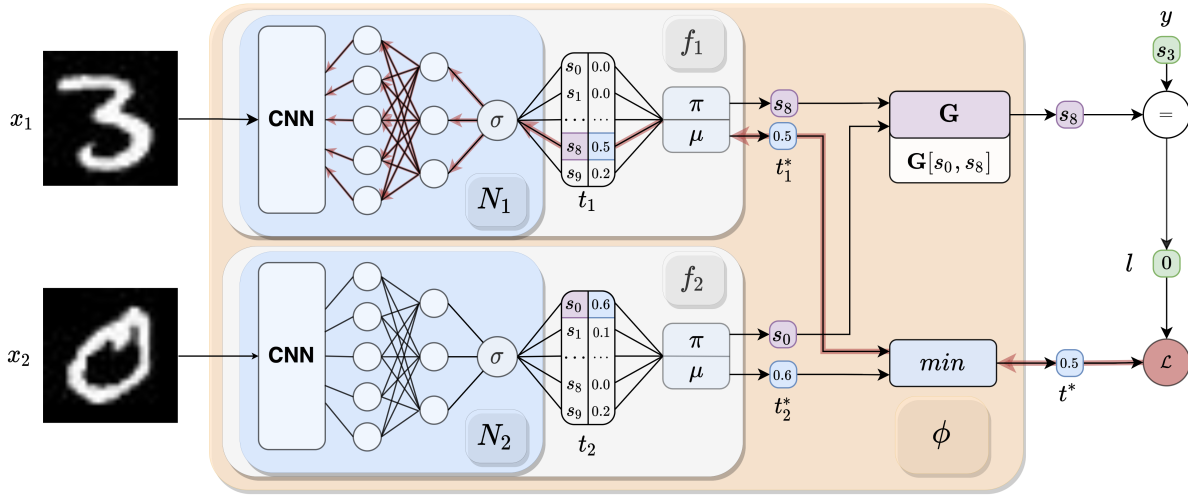 x₁
3
CNN
σ
N₁
s₀ 0.0
s₁ 0.0
... ...
s₈ 0.5
s₉ 0.2
t₁
f₁
π
μ
s₈
0.5
t₁*
G
G[s₀, s₈]
s₈
y
s₃
=
l
0
x₂
0
CNN
σ
N₂
s₀ 0.6
s₁ 0.1
... ...
s₈ 0.0
s₉ 0.2
t₂
f₂
π
μ
s₀
0.6
t₂*
min
ϕ
0.5
t*
ℒ